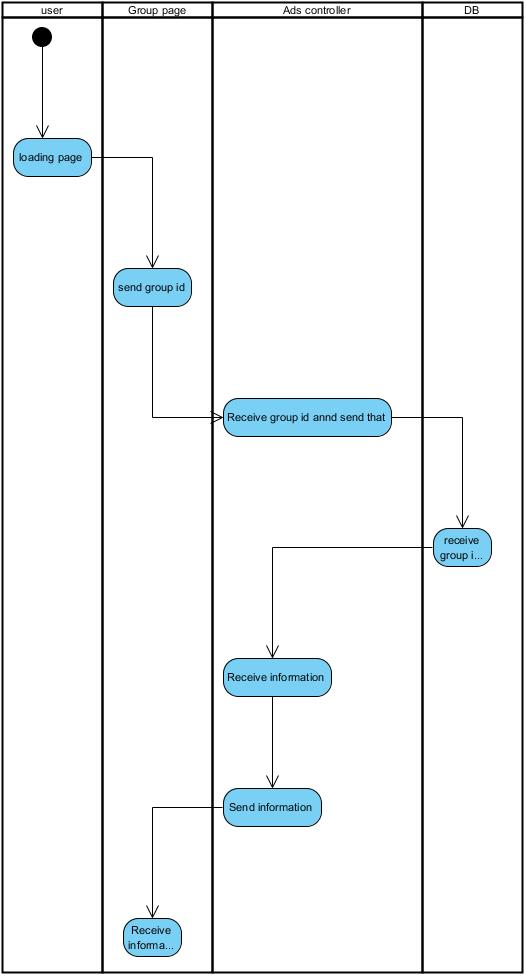 user
Group page
Ads controller
DB
loading page
send group id
Receive group id annd send that
receive
group i...
Receive information
Send information
Receive
informa...